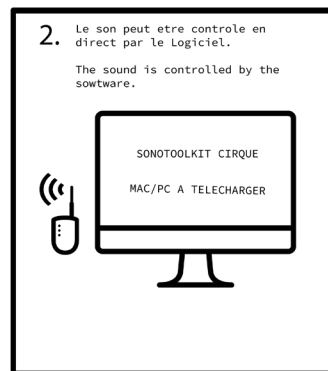 2. Le son peut etre controle en
direct par le Logiciel.
The sound is controlled by the
sowtware.
SONOTOOLKIT CIRQUE
MAC/PC A TELECHARGER